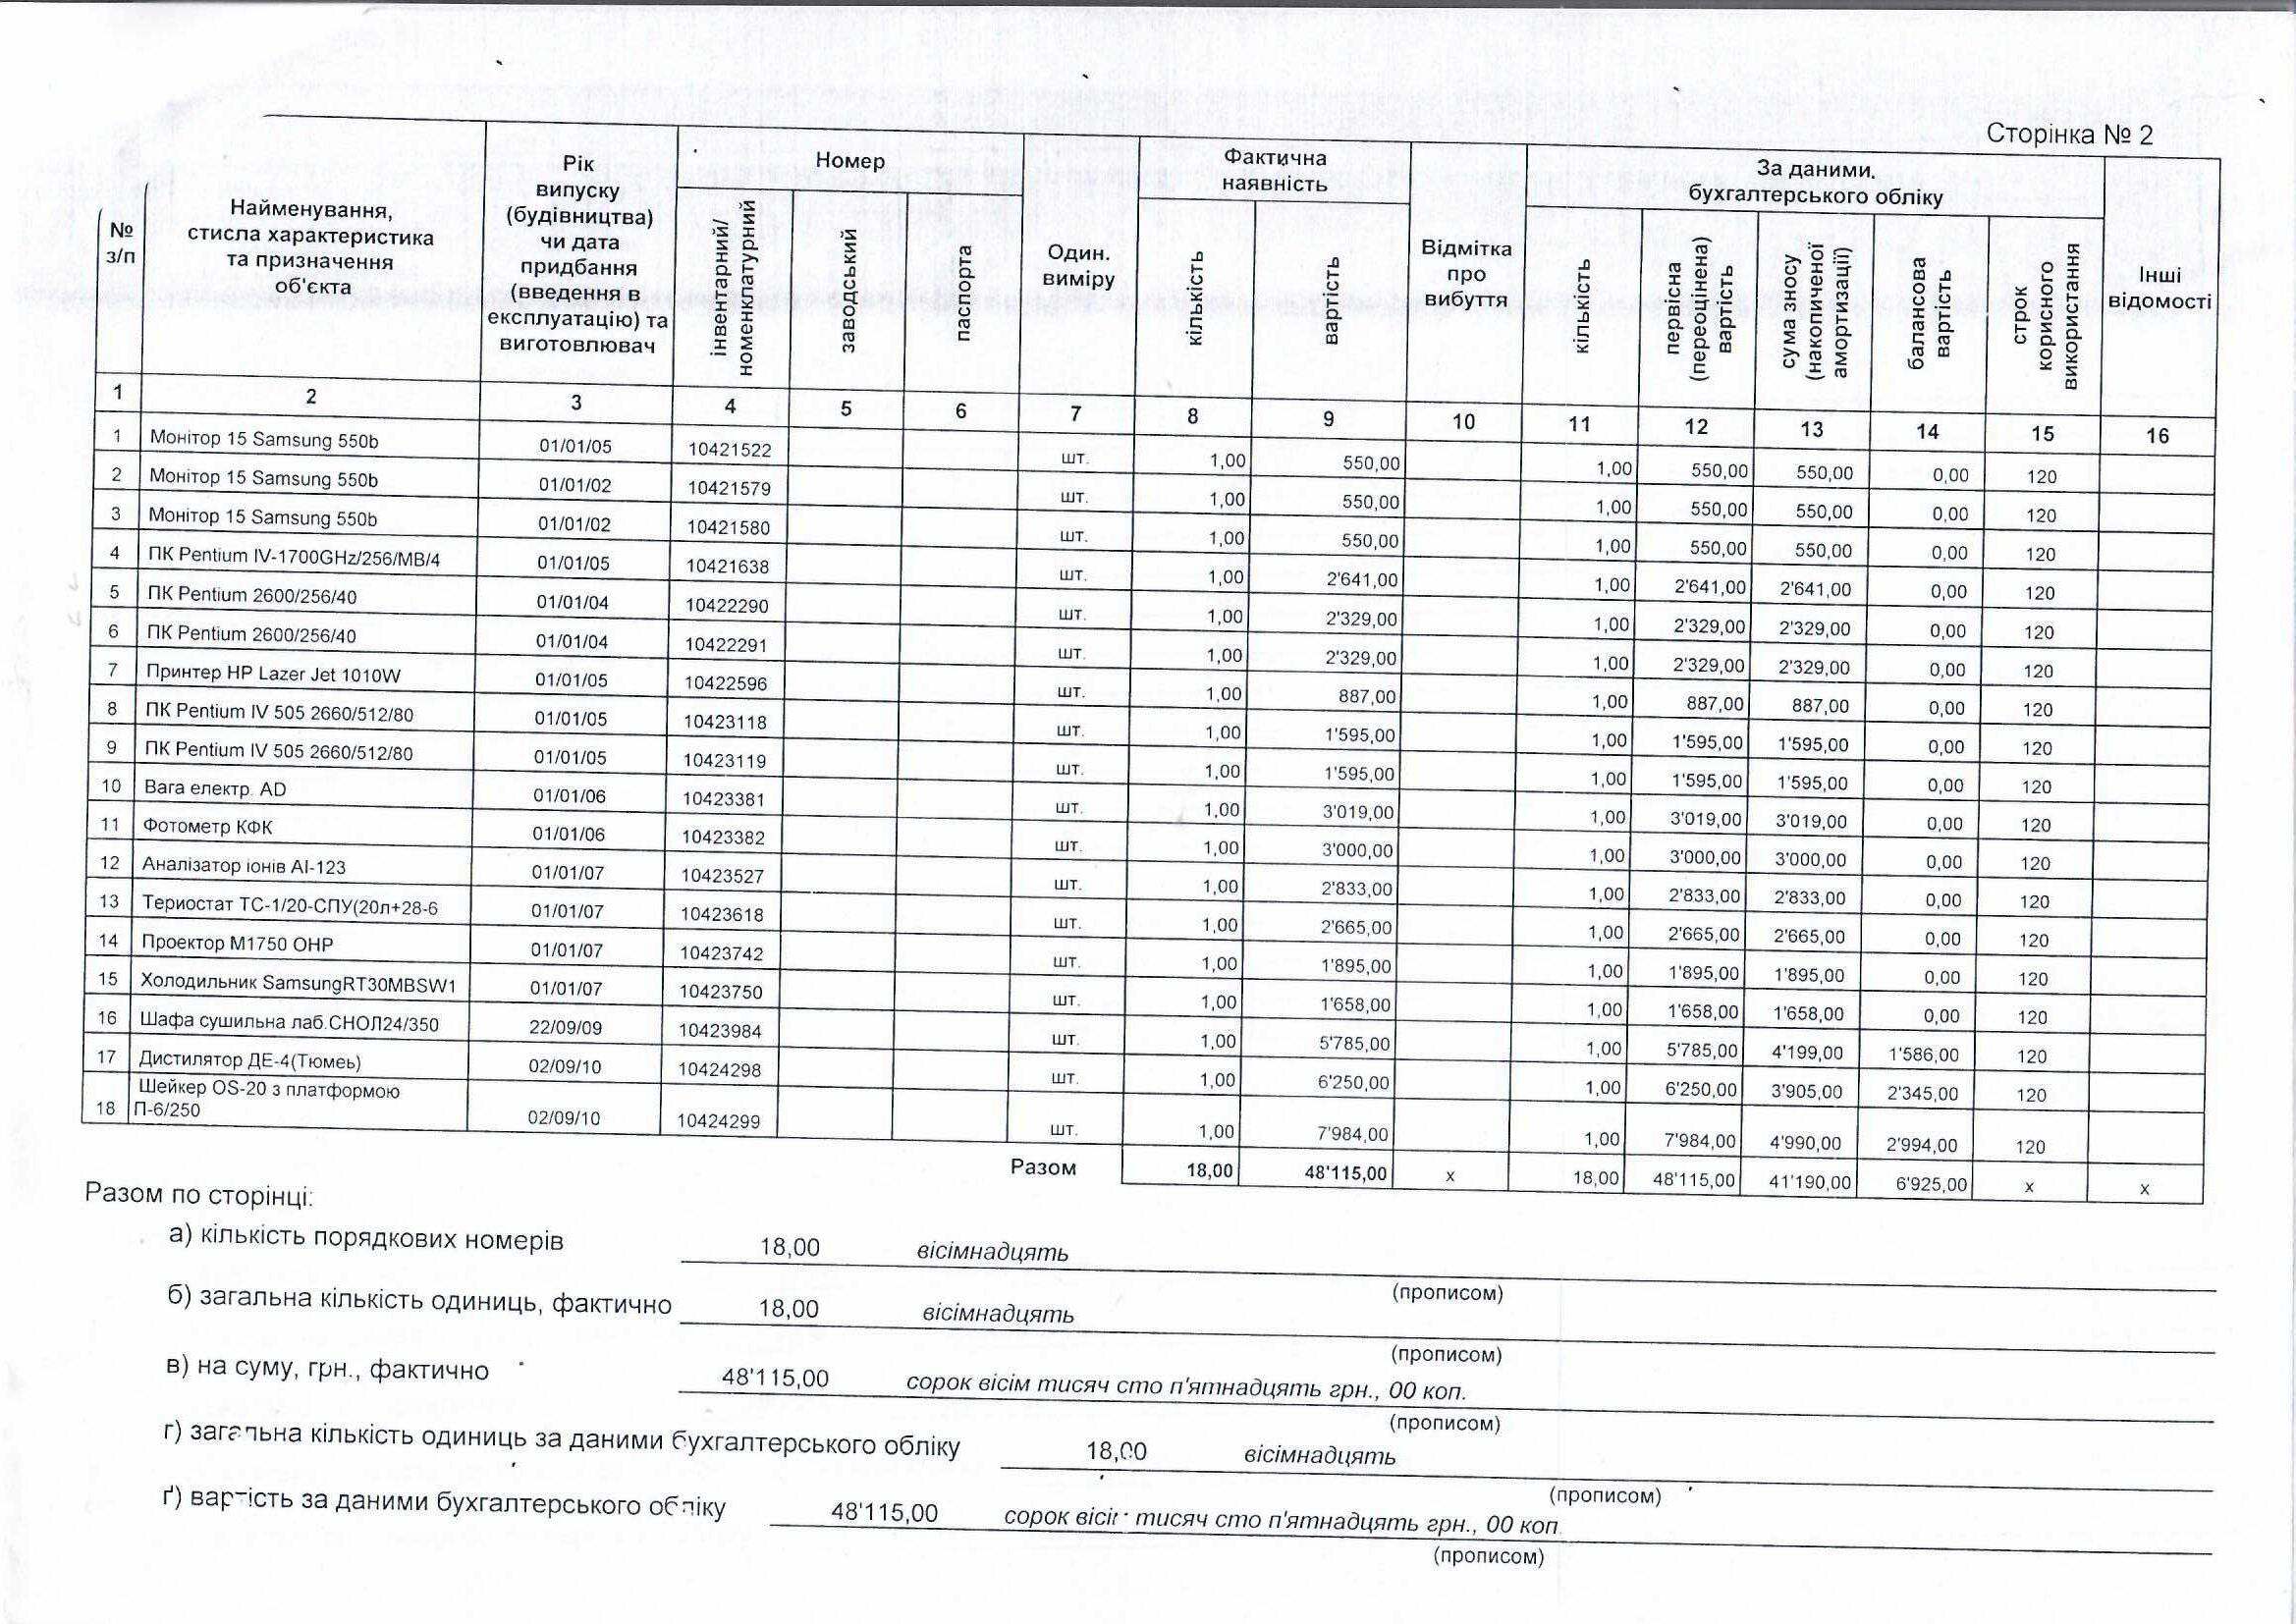 Сторінка № 2
№ з/п
Найменування, стисла характеристика та призначення об'єкта
Рік випуску (будівництва) чи дата придбання (введення в експлуатацію) та виготовлювач
Номер
інвентарний/ номенклатурний
заводський
паспорта
Один. виміру
Фактична наявність
кількість
вартість
Відмітка про вибуття
За даними. бухгалтерського обліку
кількість
первісна (переоцінена) вартість
сума зносу (накопиченої амортизації)
балансова вартість
строк корисного використання
Інші відомості
1 2 3 4 5 6 7 8 9 10 11 12 13 14 15 16
1 Монітор 15 Samsung 550b 01/01/05 10421522 шт. 1,00 550,00 1,00 550,00 550,00 0,00 120
2 Монітор 15 Samsung 550b 01/01/02 10421579 шт. 1,00 550,00 1,00 550,00 550,00 0,00 120
3 Монітор 15 Samsung 550b 01/01/02 10421580 шт. 1,00 550,00 1,00 550,00 550,00 0,00 120
4 ПК Pentium IV-1700GHz/256/MB/4 01/01/05 10421638 шт. 1,00 2'641,00 1,00 2'641,00 2'641,00 0,00 120
5 ПК Pentium 2600/256/40 01/01/04 10422290 шт. 1,00 2'329,00 1,00 2'329,00 2'329,00 0,00 120
6 ПК Pentium 2600/256/40 01/01/04 10422291 шт. 1,00 2'329,00 1,00 2'329,00 2'329,00 0,00 120
7 Принтер HP Lazer Jet 1010W 01/01/05 10422596 шт. 1,00 887,00 1,00 887,00 887,00 0,00 120
8 ПК Pentium IV 505 2660/512/80 01/01/05 10423118 шт. 1,00 1'595,00 1,00 1'595,00 1'595,00 0,00 120
9 ПК Pentium IV 505 2660/512/80 01/01/05 10423119 шт. 1,00 1'595,00 1,00 1'595,00 1'595,00 0,00 120
10 Вага електр. AD 01/01/06 10423381 шт. 1,00 3'019,00 1,00 3'019,00 3'019,00 0,00 120
11 Фотометр КФК 01/01/06 10423382 шт. 1,00 3'000,00 1,00 3'000,00 3'000,00 0,00 120
12 Аналізатор іонів АІ-123 01/01/07 10423527 шт. 1,00 2'833,00 1,00 2'833,00 2'833,00 0,00 120
13 Териостат ТС-1/20-СПУ(20л+28-6 01/01/07 10423618 шт. 1,00 2'665,00 1,00 2'665,00 2'665,00 0,00 120
14 Проектор М1750 ОНР 01/01/07 10423742 шт. 1,00 1'895,00 1,00 1'895,00 1'895,00 0,00 120
15 Холодильник SamsungRT30MBSW1 01/01/07 10423750 шт. 1,00 1'658,00 1,00 1'658,00 1'658,00 0,00 120
16 Шафа сушильна лаб.СНОЛ24/350 22/09/09 10423984 шт. 1,00 5'785,00 1,00 5'785,00 4'199,00 1'586,00 120
17 Дистилятор ДЕ-4(Тюмеь) 02/09/10 10424298 шт. 1,00 6'250,00 1,00 6'250,00 3'905,00 2'345,00 120
18 Шейкер OS-20 з платформою П-6/250 02/09/10 10424299 шт. 1,00 7'984,00 1,00 7'984,00 4'990,00 2'994,00 120
Разом 18,00 48'115,00 х 18,00 48'115,00 41'190,00 6'925,00 х х
Разом по сторінці:
а) кількість порядкових номерів 18,00 вісімнадцять
(прописом)
б) загальна кількість одиниць, фактично 18,00 вісімнадцять
(прописом)
в) на суму, грн., фактично 48'115,00 сорок вісім тисяч сто п'ятнадцять грн., 00 коп.
(прописом)
г) загальна кількість одиниць за даними бухгалтерського обліку 18,00 вісімнадцять
(прописом)
ґ) вартість за даними бухгалтерського обліку 48'115,00 сорок вісім тисяч сто п'ятнадцять грн., 00 коп
(прописом)